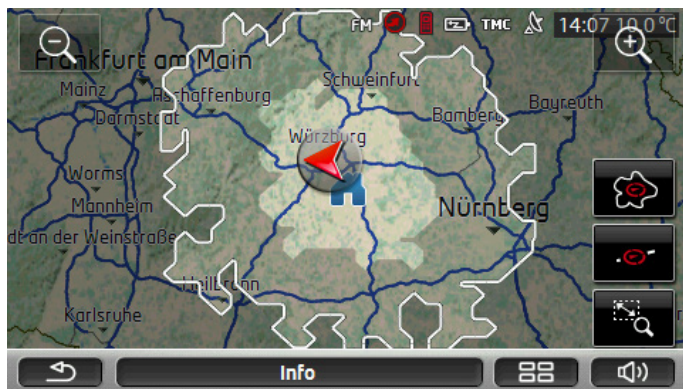 FM TMC 14:07 10.0°C
Frankfurt am Main
Mainz
Schweinfurt
Aschaffenburg
Bayreuth
Darmstadt
Bamberg
Würzburg
Worms
Mannheim
Nürnberg
dt an der Weinstraße
Heilbronn
Karlsruhe
Info